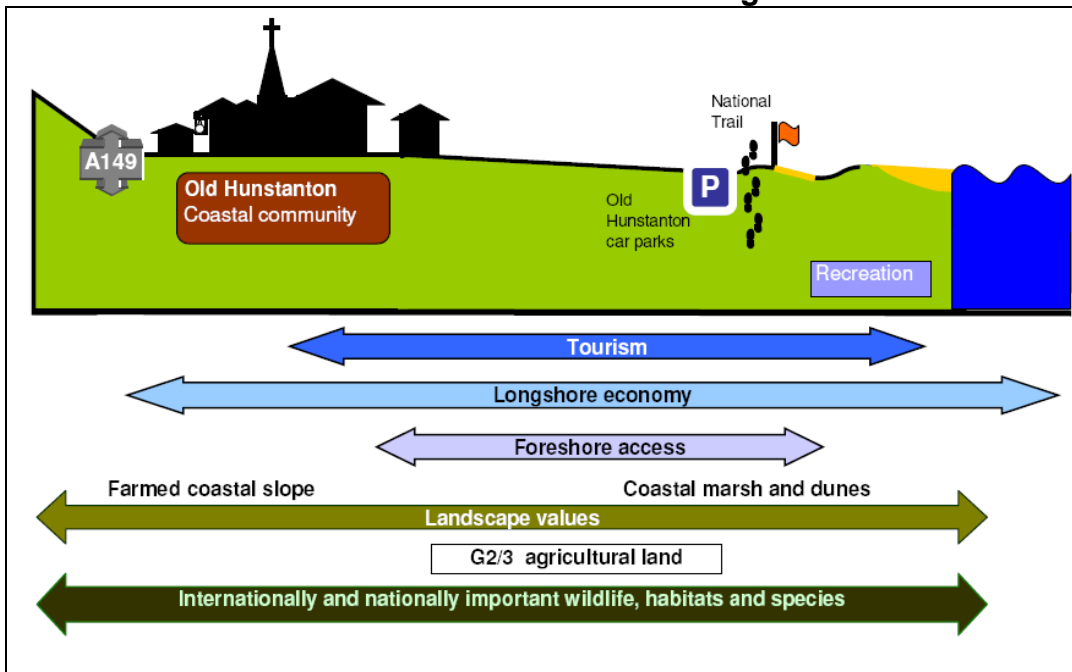 A149
Old Hunstanton
Coastal community
National
Trail
P
Old
Hunstanton
car parks
Recreation
Tourism
Longshore economy
Foreshore access
Farmed coastal slope
Coastal marsh and dunes
Landscape values
G2/3 agricultural land
Internationally and nationally important wildlife, habitats and species